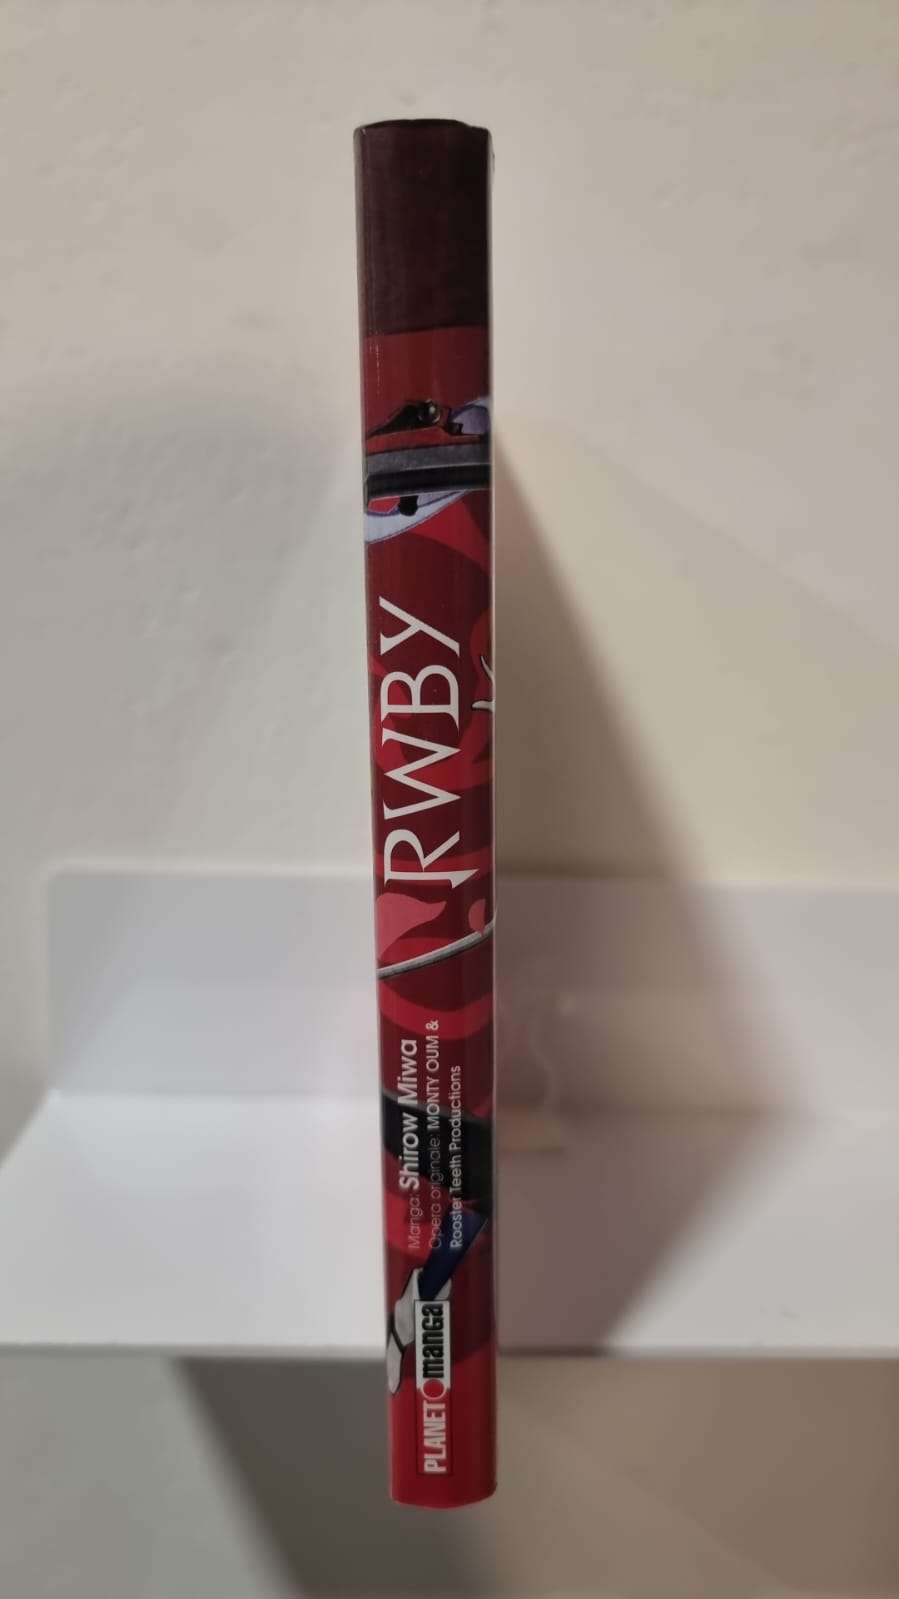 RWBY
Manga: Shirow Miwa
Opera originale: MONTY OUM &
Rooster Teeth Productions
PLANET manga